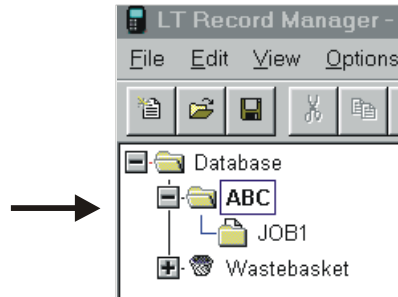 LT Record Manager -
File Edit View Options
Database
ABC
JOB1
Wastebasket